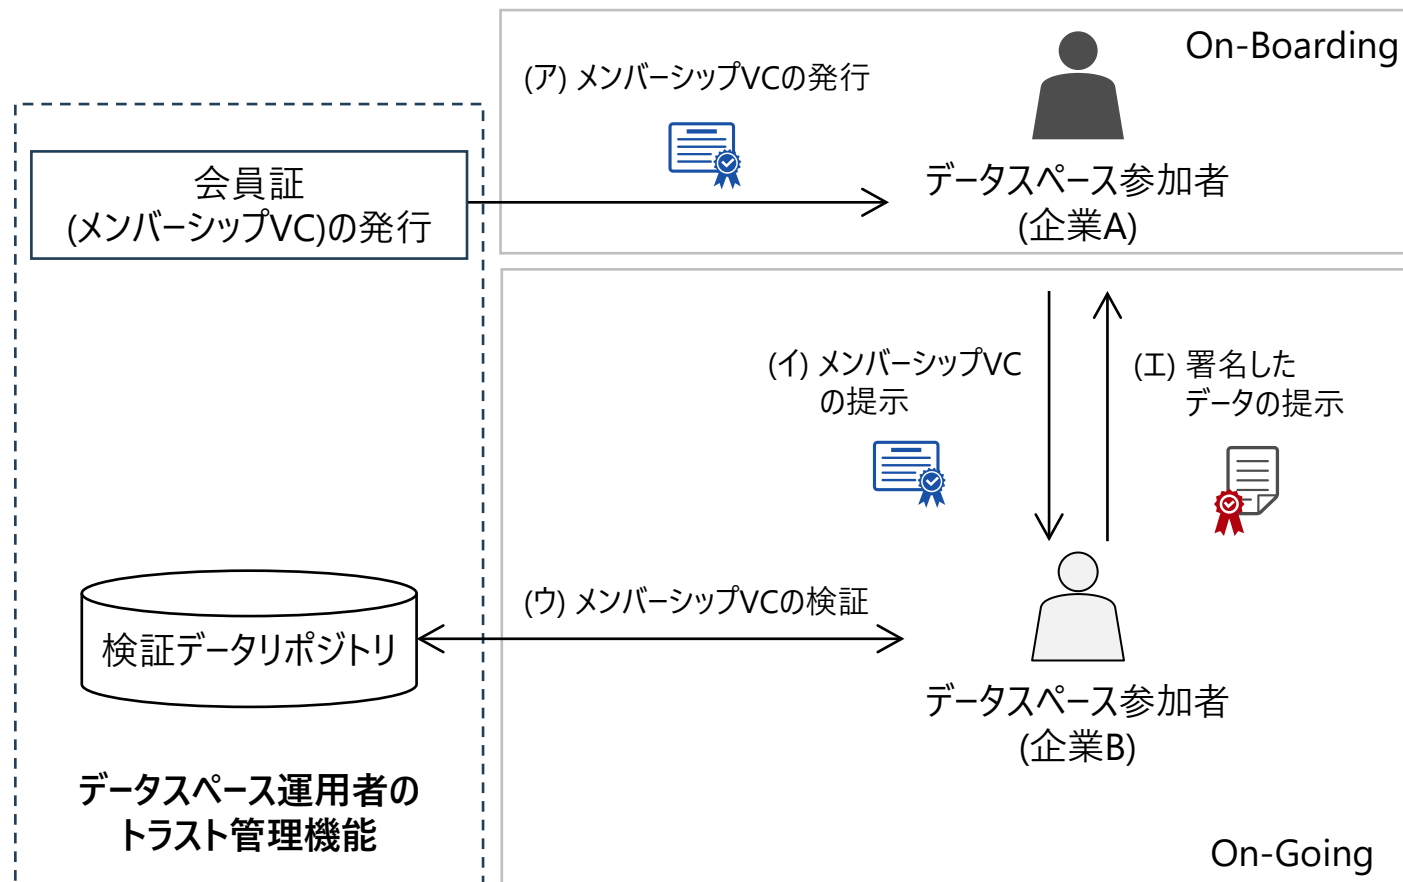 On-Boarding
(ア) メンバーシップVCの発行
会員証
(メンバーシップVC)の発行
データスペース参加者
(企業A)
(イ) メンバーシップVC
の提示
(エ) 署名した
データの提示
(ウ) メンバーシップVCの検証
検証データリポジトリ
データスペース参加者
(企業B)
データスペース運用者の
トラスト管理機能
On-Going